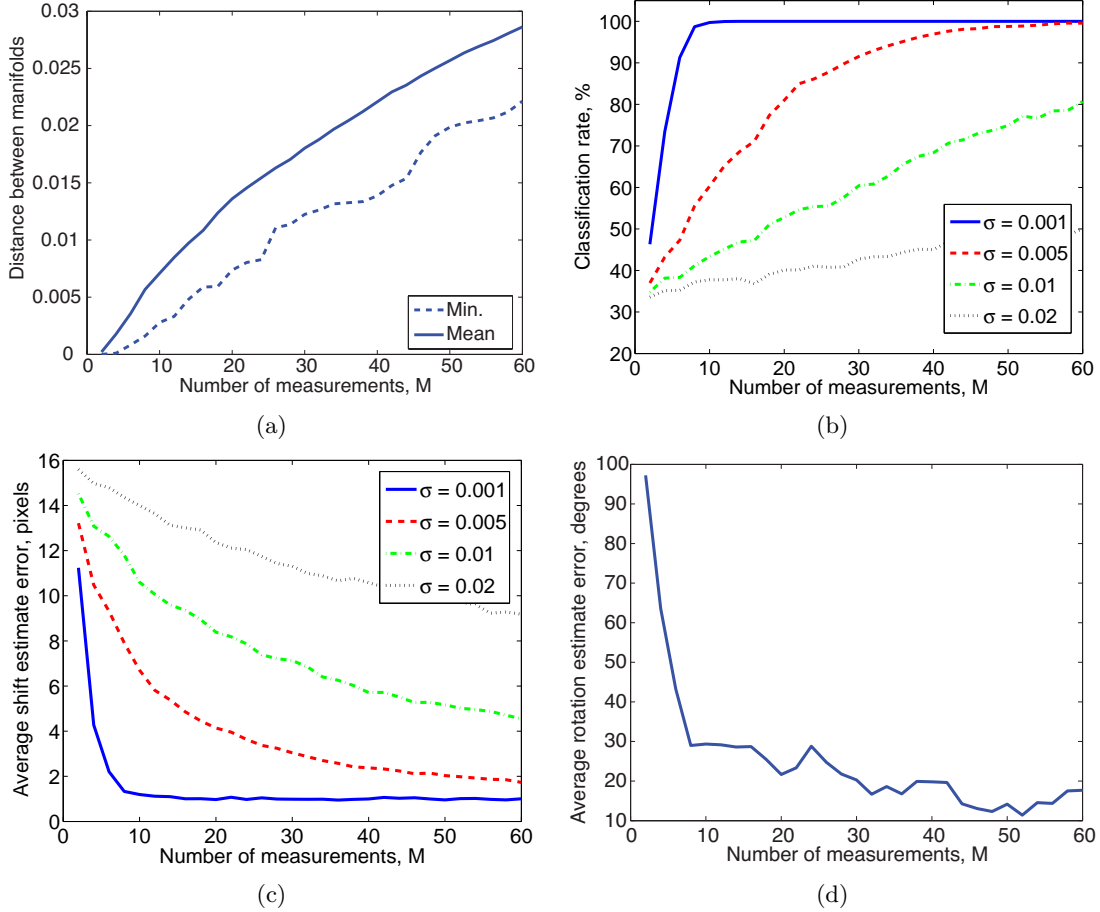 0.03
0.025
0.02
0.015
0.01
0.005
0
Distance between manifolds
0 10 20 30 40 50 60
Number of measurements, M
Min.
Mean
(a)
100
90
80
70
60
50
40
30
20
Classification rate, %
0 10 20 30 40 50 60
Number of measurements, M
σ = 0.001
σ = 0.005
σ = 0.01
σ = 0.02
(b)
16
14
12
10
8
6
4
2
0
Average shift estimate error, pixels
0 10 20 30 40 50 60
Number of measurements, M
σ = 0.001
σ = 0.005
σ = 0.01
σ = 0.02
(c)
100
90
80
70
60
50
40
30
20
10
Average rotation estimate error, degrees
0 10 20 30 40 50 60
Number of measurements, M
(d)